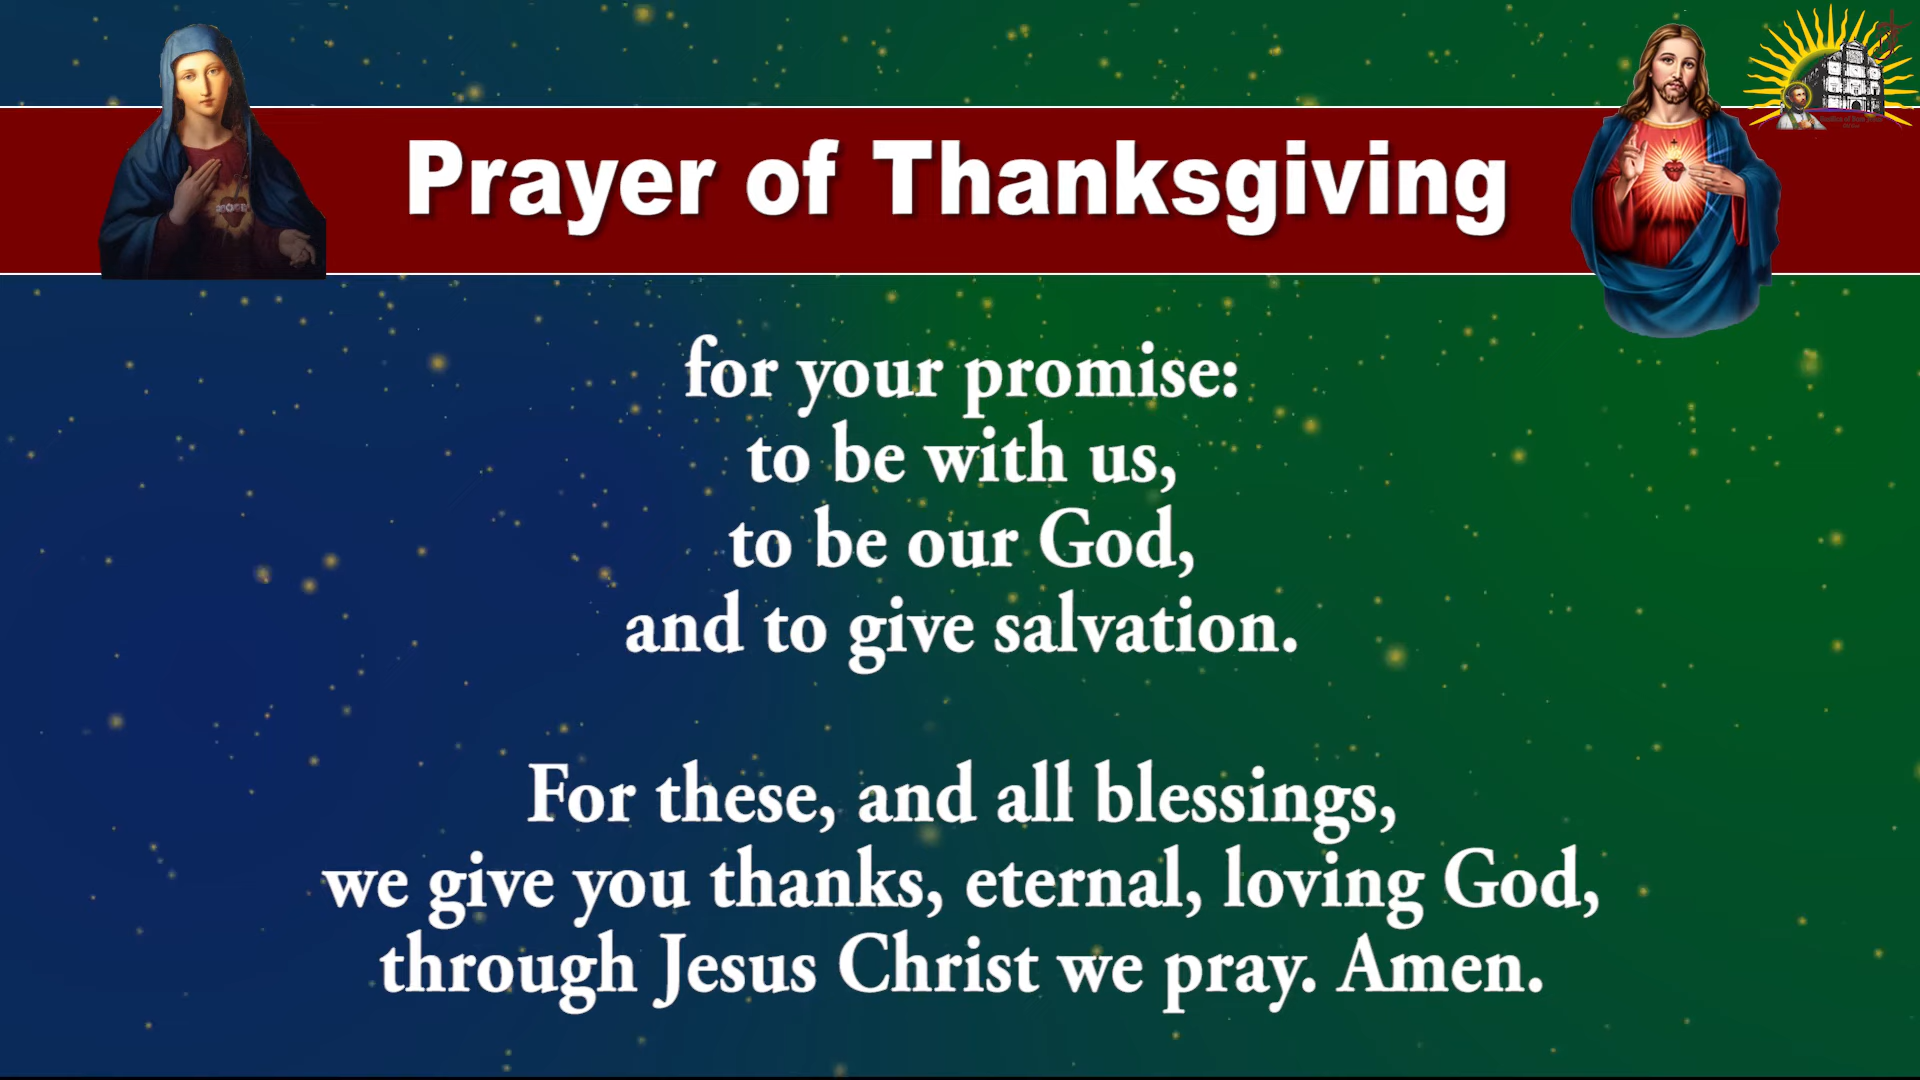 Prayer of Thanksgiving
for your promise:
to be with us,
to be our God,
and to give salvation.
For these, and all blessings,
we give you thanks, eternal, loving God,
through Jesus Christ we pray. Amen.